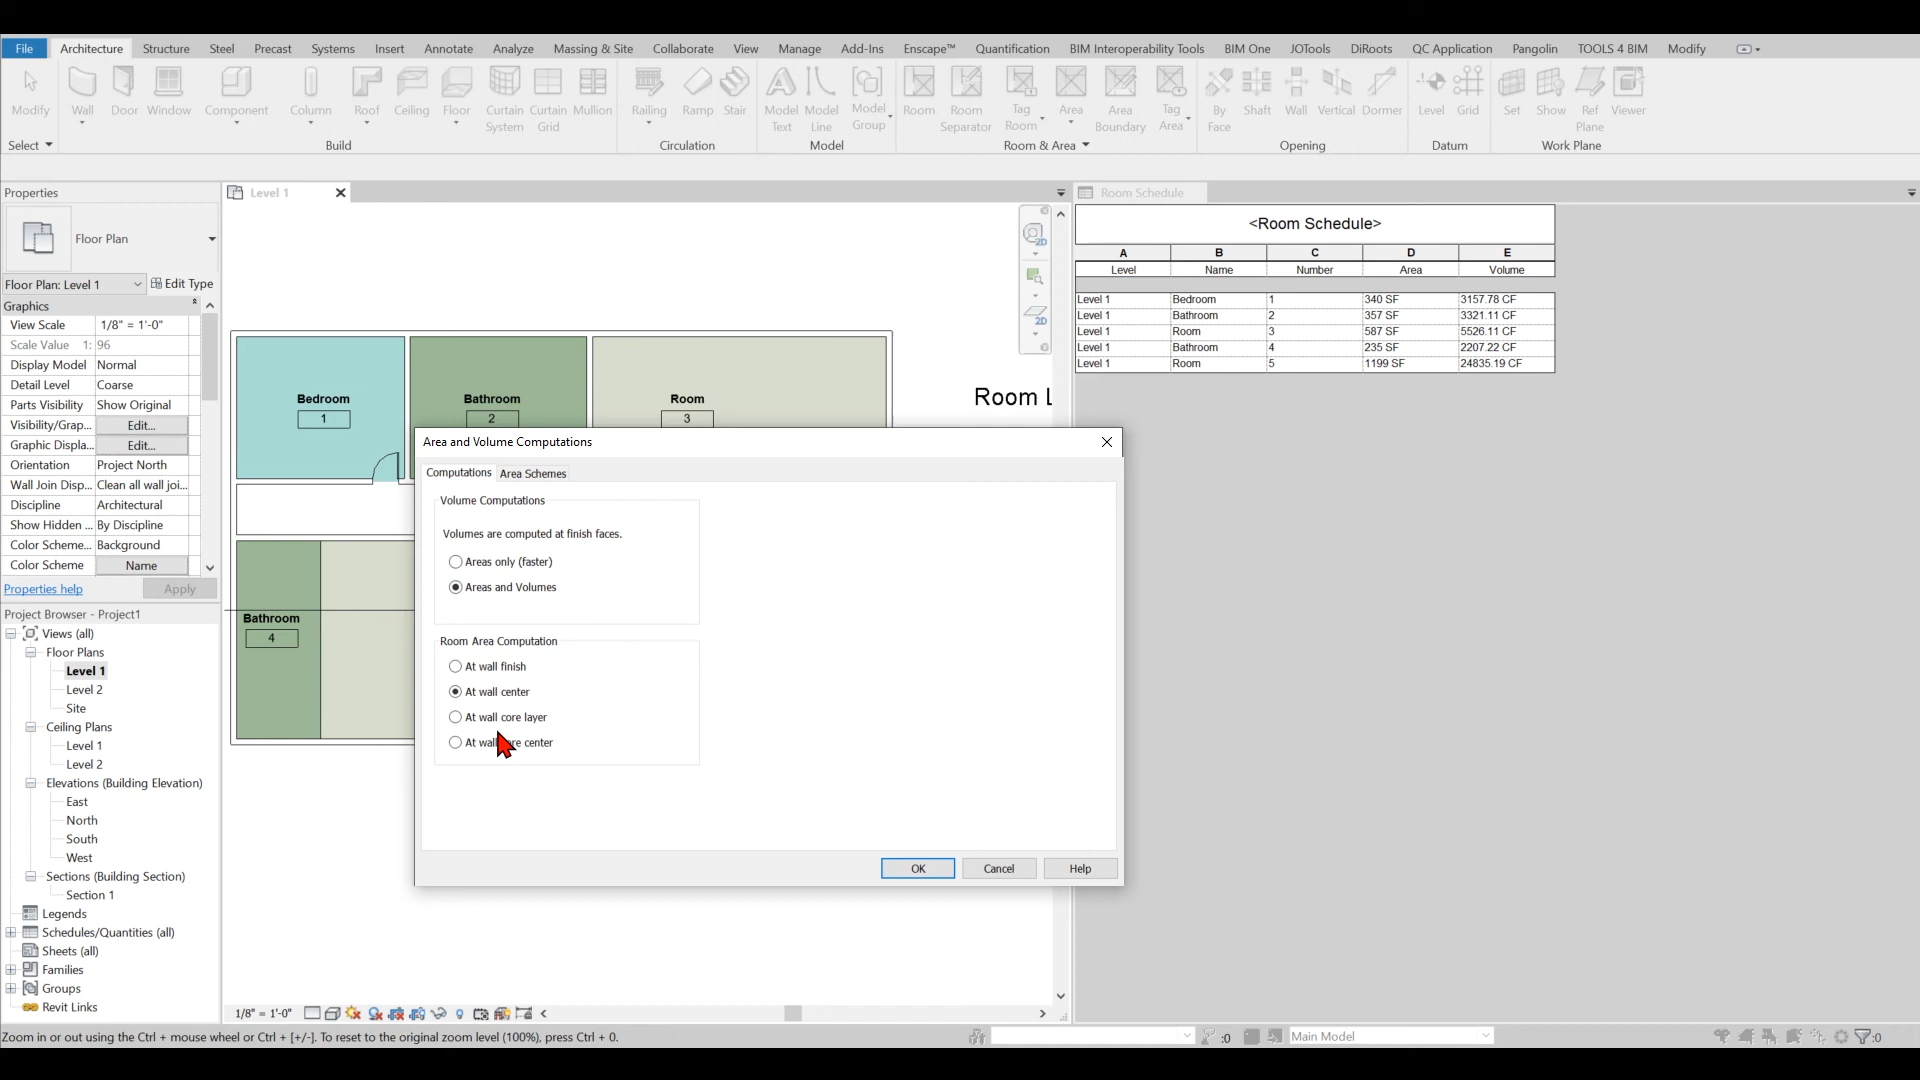 File Architecture Structure Steel Precast Systems Insert Annotate Analyze Massing & Site Collaborate View Manage Add-Ins Enscape™ Quantification BIM Interoperability Tools BIM One JOTools DiRoots QC Application Pangolin TOOLS 4 BIM Modify
Modify Wall Door Window Component Column Roof Ceiling Floor Curtain System Curtain Grid Mullion Railing Ramp Stair Model Text Model Line Model Group Room Room Separator Tag Room Area Area Boundary Tag Area By Face Shaft Wall Vertical Dormer Level Grid Set Show Ref Plane Viewer
Select Build Circulation Model Room & Area Opening Datum Work Plane
Properties
Floor Plan
Floor Plan: Level 1 Edit Type
Graphics
View Scale 1/8" = 1'-0"
Scale Value 1: 96
Display Model Normal
Detail Level Coarse
Parts Visibility Show Original
Visibility/Grap... Edit...
Graphic Displa... Edit...
Orientation Project North
Wall Join Disp... Clean all wall joi...
Discipline Architectural
Show Hidden ... By Discipline
Color Scheme... Background
Color Scheme Name
Properties help Apply
Project Browser - Project1
Views (all)
Floor Plans
Level 1
Level 2
Site
Ceiling Plans
Level 1
Level 2
Elevations (Building Elevation)
East
North
South
West
Sections (Building Section)
Section 1
Legends
Schedules/Quantities (all)
Sheets (all)
Families
Groups
Revit Links
Level 1
2D
2D
Bedroom
1
Bathroom
2
Room
3
Room L
Bathroom
4
Area and Volume Computations
Computations Area Schemes
Volume Computations
Volumes are computed at finish faces.
Areas only (faster)
Areas and Volumes
Room Area Computation
At wall finish
At wall center
At wall core layer
At wall re center
OK Cancel Help
1/8" = 1'-0"
Room Schedule
<Room Schedule>
A B C D E
Level Name Number Area Volume
Level 1 Bedroom 1 340 SF 3157.78 CF
Level 1 Bathroom 2 357 SF 3321.11 CF
Level 1 Room 3 587 SF 5526.11 CF
Level 1 Bathroom 4 235 SF 2207.22 CF
Level 1 Room 5 1199 SF 24835.19 CF
Zoom in or out using the Ctrl + mouse wheel or Ctrl + [+/-]. To reset to the original zoom level (100%), press Ctrl + 0.
:0 Main Model :0